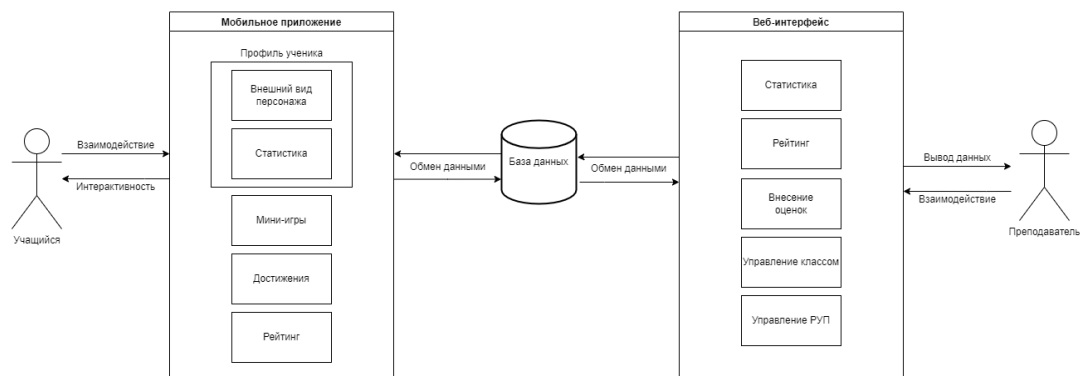 Мобильное приложение
Веб-интерфейс
Профиль ученика
Внешний вид
персонажа
Статистика
Мини-игры
Достижения
Рейтинг
Взаимодействие
Интерактивность
Учащийся
Обмен данными
База данных
Обмен данными
Статистика
Рейтинг
Внесение
оценок
Управление классом
Управление РУП
Вывод данных
Взаимодействие
Преподаватель